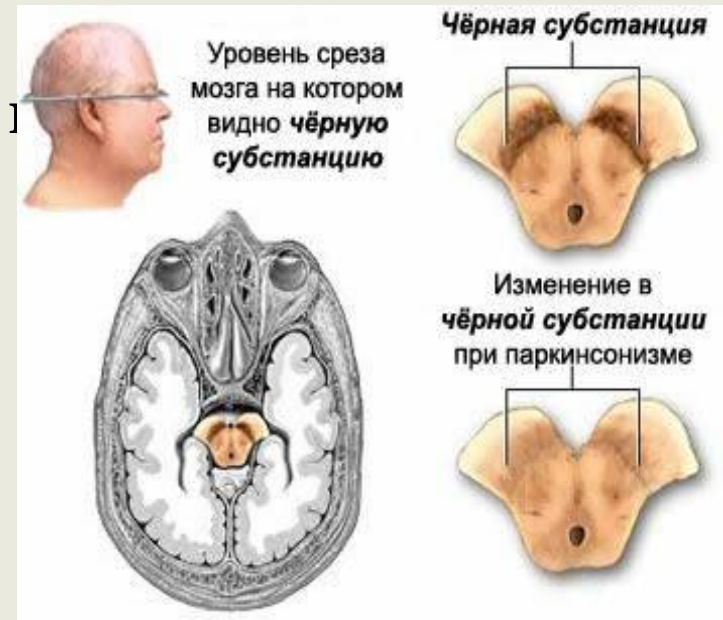 Уровень среза
мозга на котором
видно чёрную
субстанцию
Чёрная субстанция
Изменение в
чёрной субстанции
при паркинсонизме